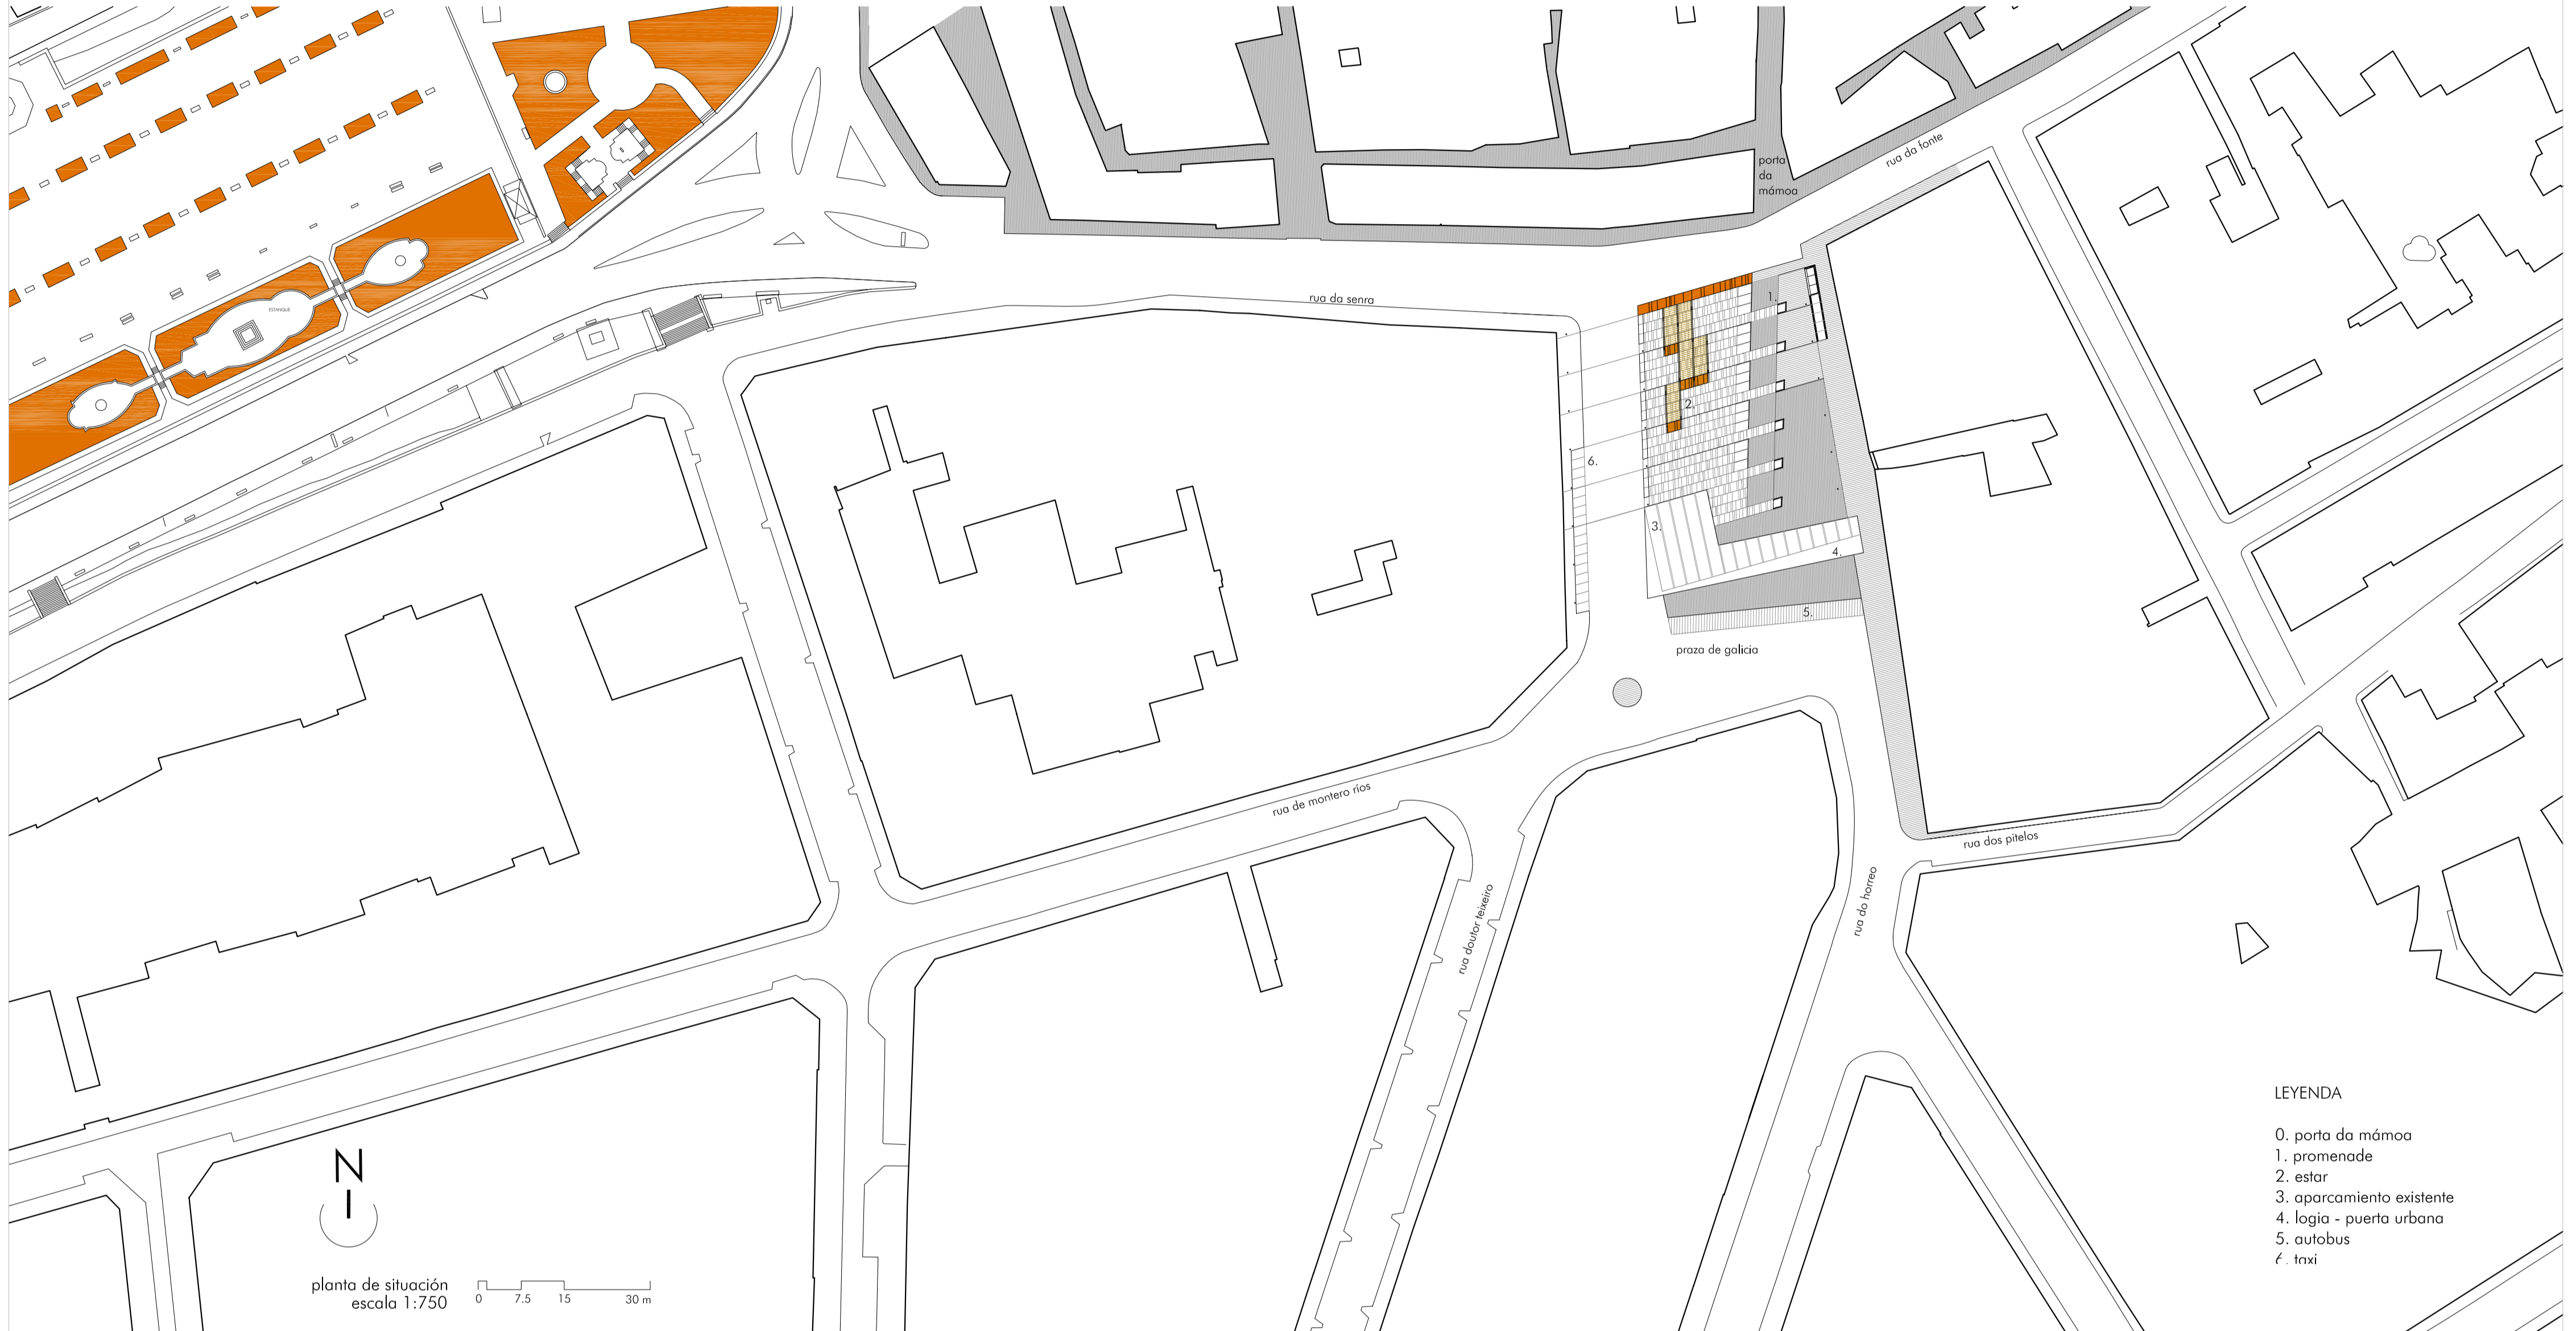 porta
da
mámoa
rua da fonte
ESTANQUE
rua da senra
1.
2.
6.
3.
4.
5.
praza de galicia
rua de montero ríos
rua dos pitelos
rua do horreo
rua doutor teixeiro
LEYENDA
0. porta da mámoa
1. promenade
2. estar
3. aparcamiento existente
4. logia - puerta urbana
5. autobus
6. taxi
N
planta de situación
escala 1:750
0 7.5 15 30 m